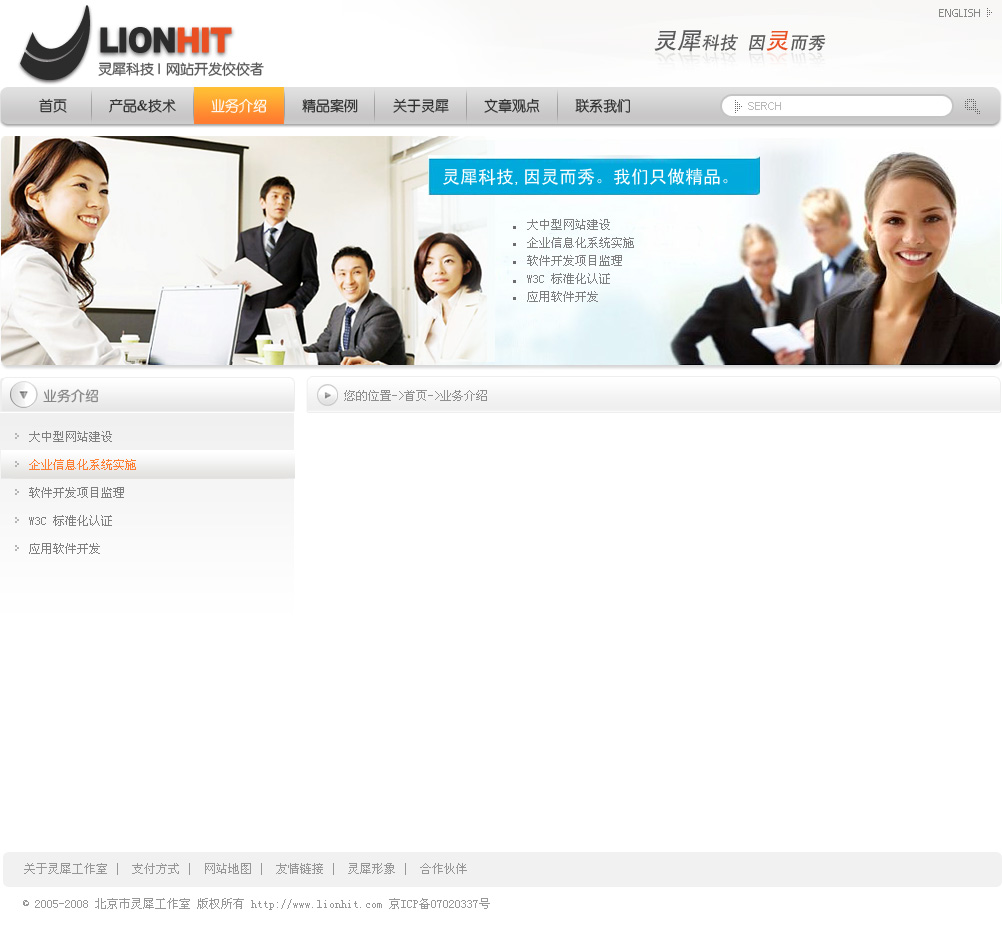 ENGLISH
LIONHIT
灵犀科技 | 网站开发佼佼者
灵犀科技 因灵而秀
首页 产品&技术 业务介绍 精品案例 关于灵犀 文章观点 联系我们 SERCH
灵犀科技, 因灵而秀。我们只做精品。
大中型网站建设
企业信息化系统实施
软件开发项目监理
W3C 标准化认证
应用软件开发
业务介绍
您的位置->首页->业务介绍
大中型网站建设
企业信息化系统实施
软件开发项目监理
W3C 标准化认证
应用软件开发
关于灵犀工作室 | 支付方式 | 网站地图 | 友情链接 | 灵犀形象 | 合作伙伴
© 2005-2008 北京市灵犀工作室 版权所有 http://www.lionhit.com 京ICP备07020337号